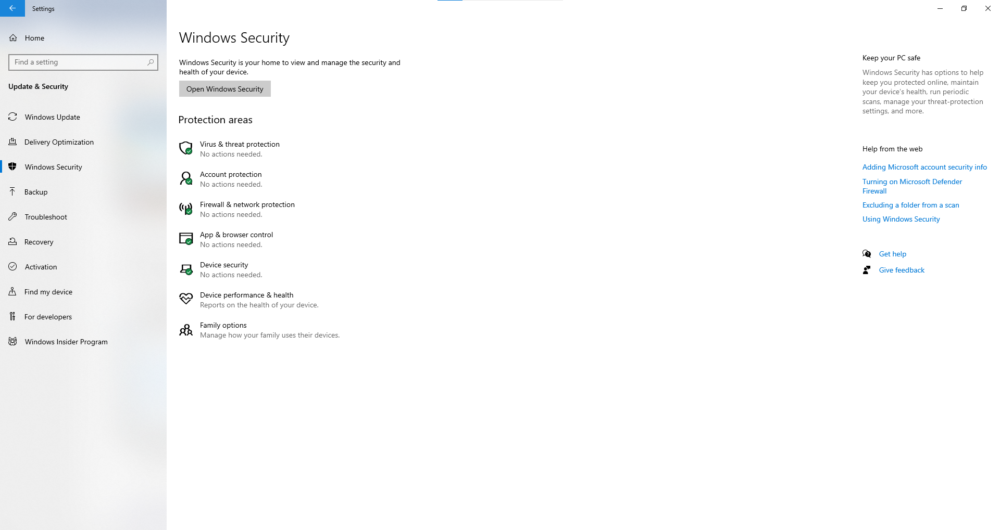 Settings
Home
Find a setting
Update & Security
Windows Update
Delivery Optimization
Windows Security
Backup
Troubleshoot
Recovery
Activation
Find my device
For developers
Windows Insider Program
Windows Security
Windows Security is your home to view and manage the security and
health of your device.
Open Windows Security
Protection areas
Virus & threat protection
No actions needed.
Account protection
No actions needed.
Firewall & network protection
No actions needed.
App & browser control
No actions needed.
Device security
No actions needed.
Device performance & health
Reports on the health of your device.
Family options
Manage how your family uses their devices.
Keep your PC safe
Windows Security has options to help
keep you protected online, maintain
your device's health, run periodic
scans, manage your threat-protection
settings, and more.
Help from the web
Adding Microsoft account security info
Turning on Microsoft Defender
Firewall
Excluding a folder from a scan
Using Windows Security
Get help
Give feedback